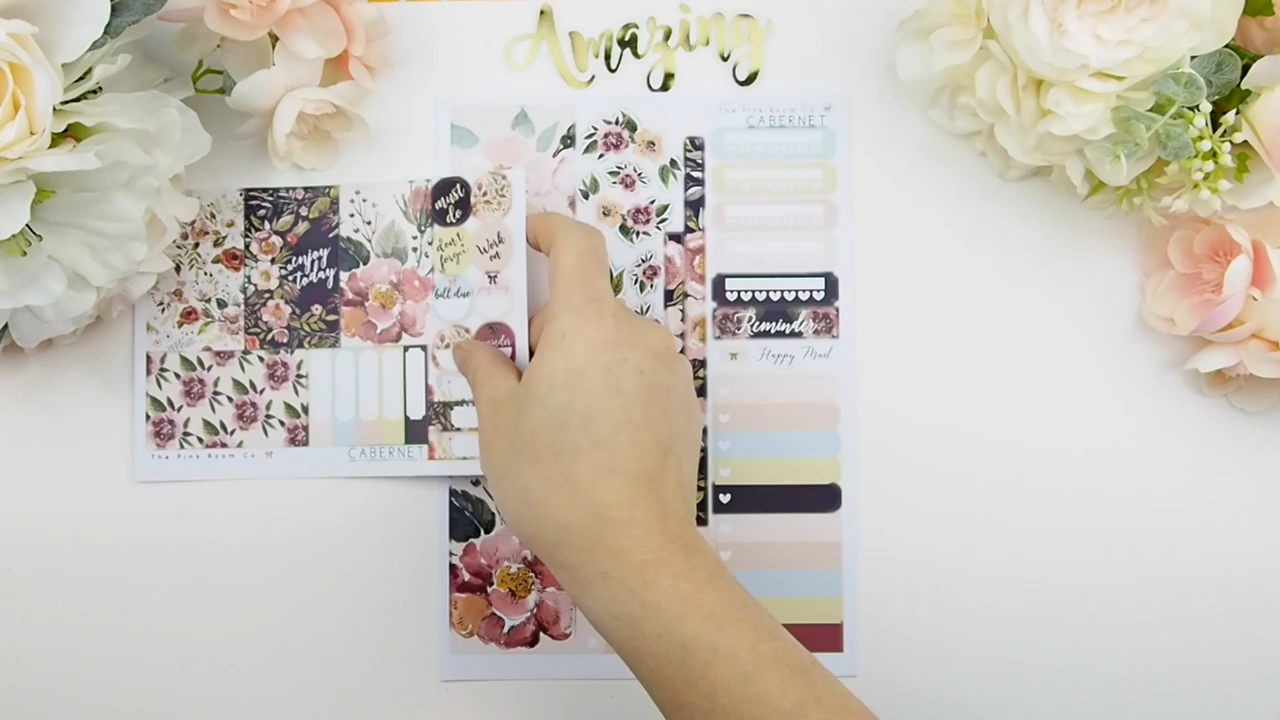 Amazing
The Pink Room Co.
CABERNET
must
do
don't
forget
Work
on
bill due
enjoy
today
Reminder
Happy Mail
The Pink Room Co.
CABERNET